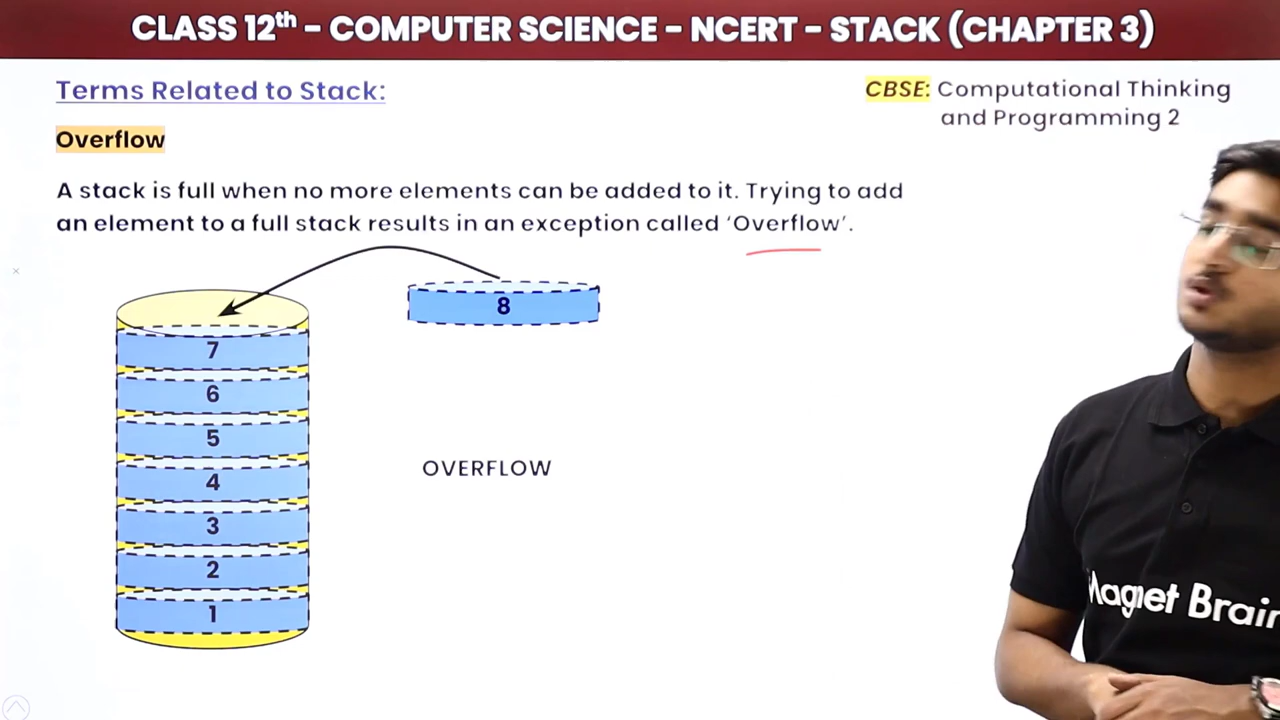 CLASS 12th - COMPUTER SCIENCE - NCERT - STACK (CHAPTER 3)
Terms Related to Stack:
CBSE: Computational Thinking
and Programming 2
Overflow
A stack is full when no more elements can be added to it. Trying to add
an element to a full stack results in an exception called ‘Overflow’.
8
7
6
5
4
3
2
1
OVERFLOW
Magnet Brain